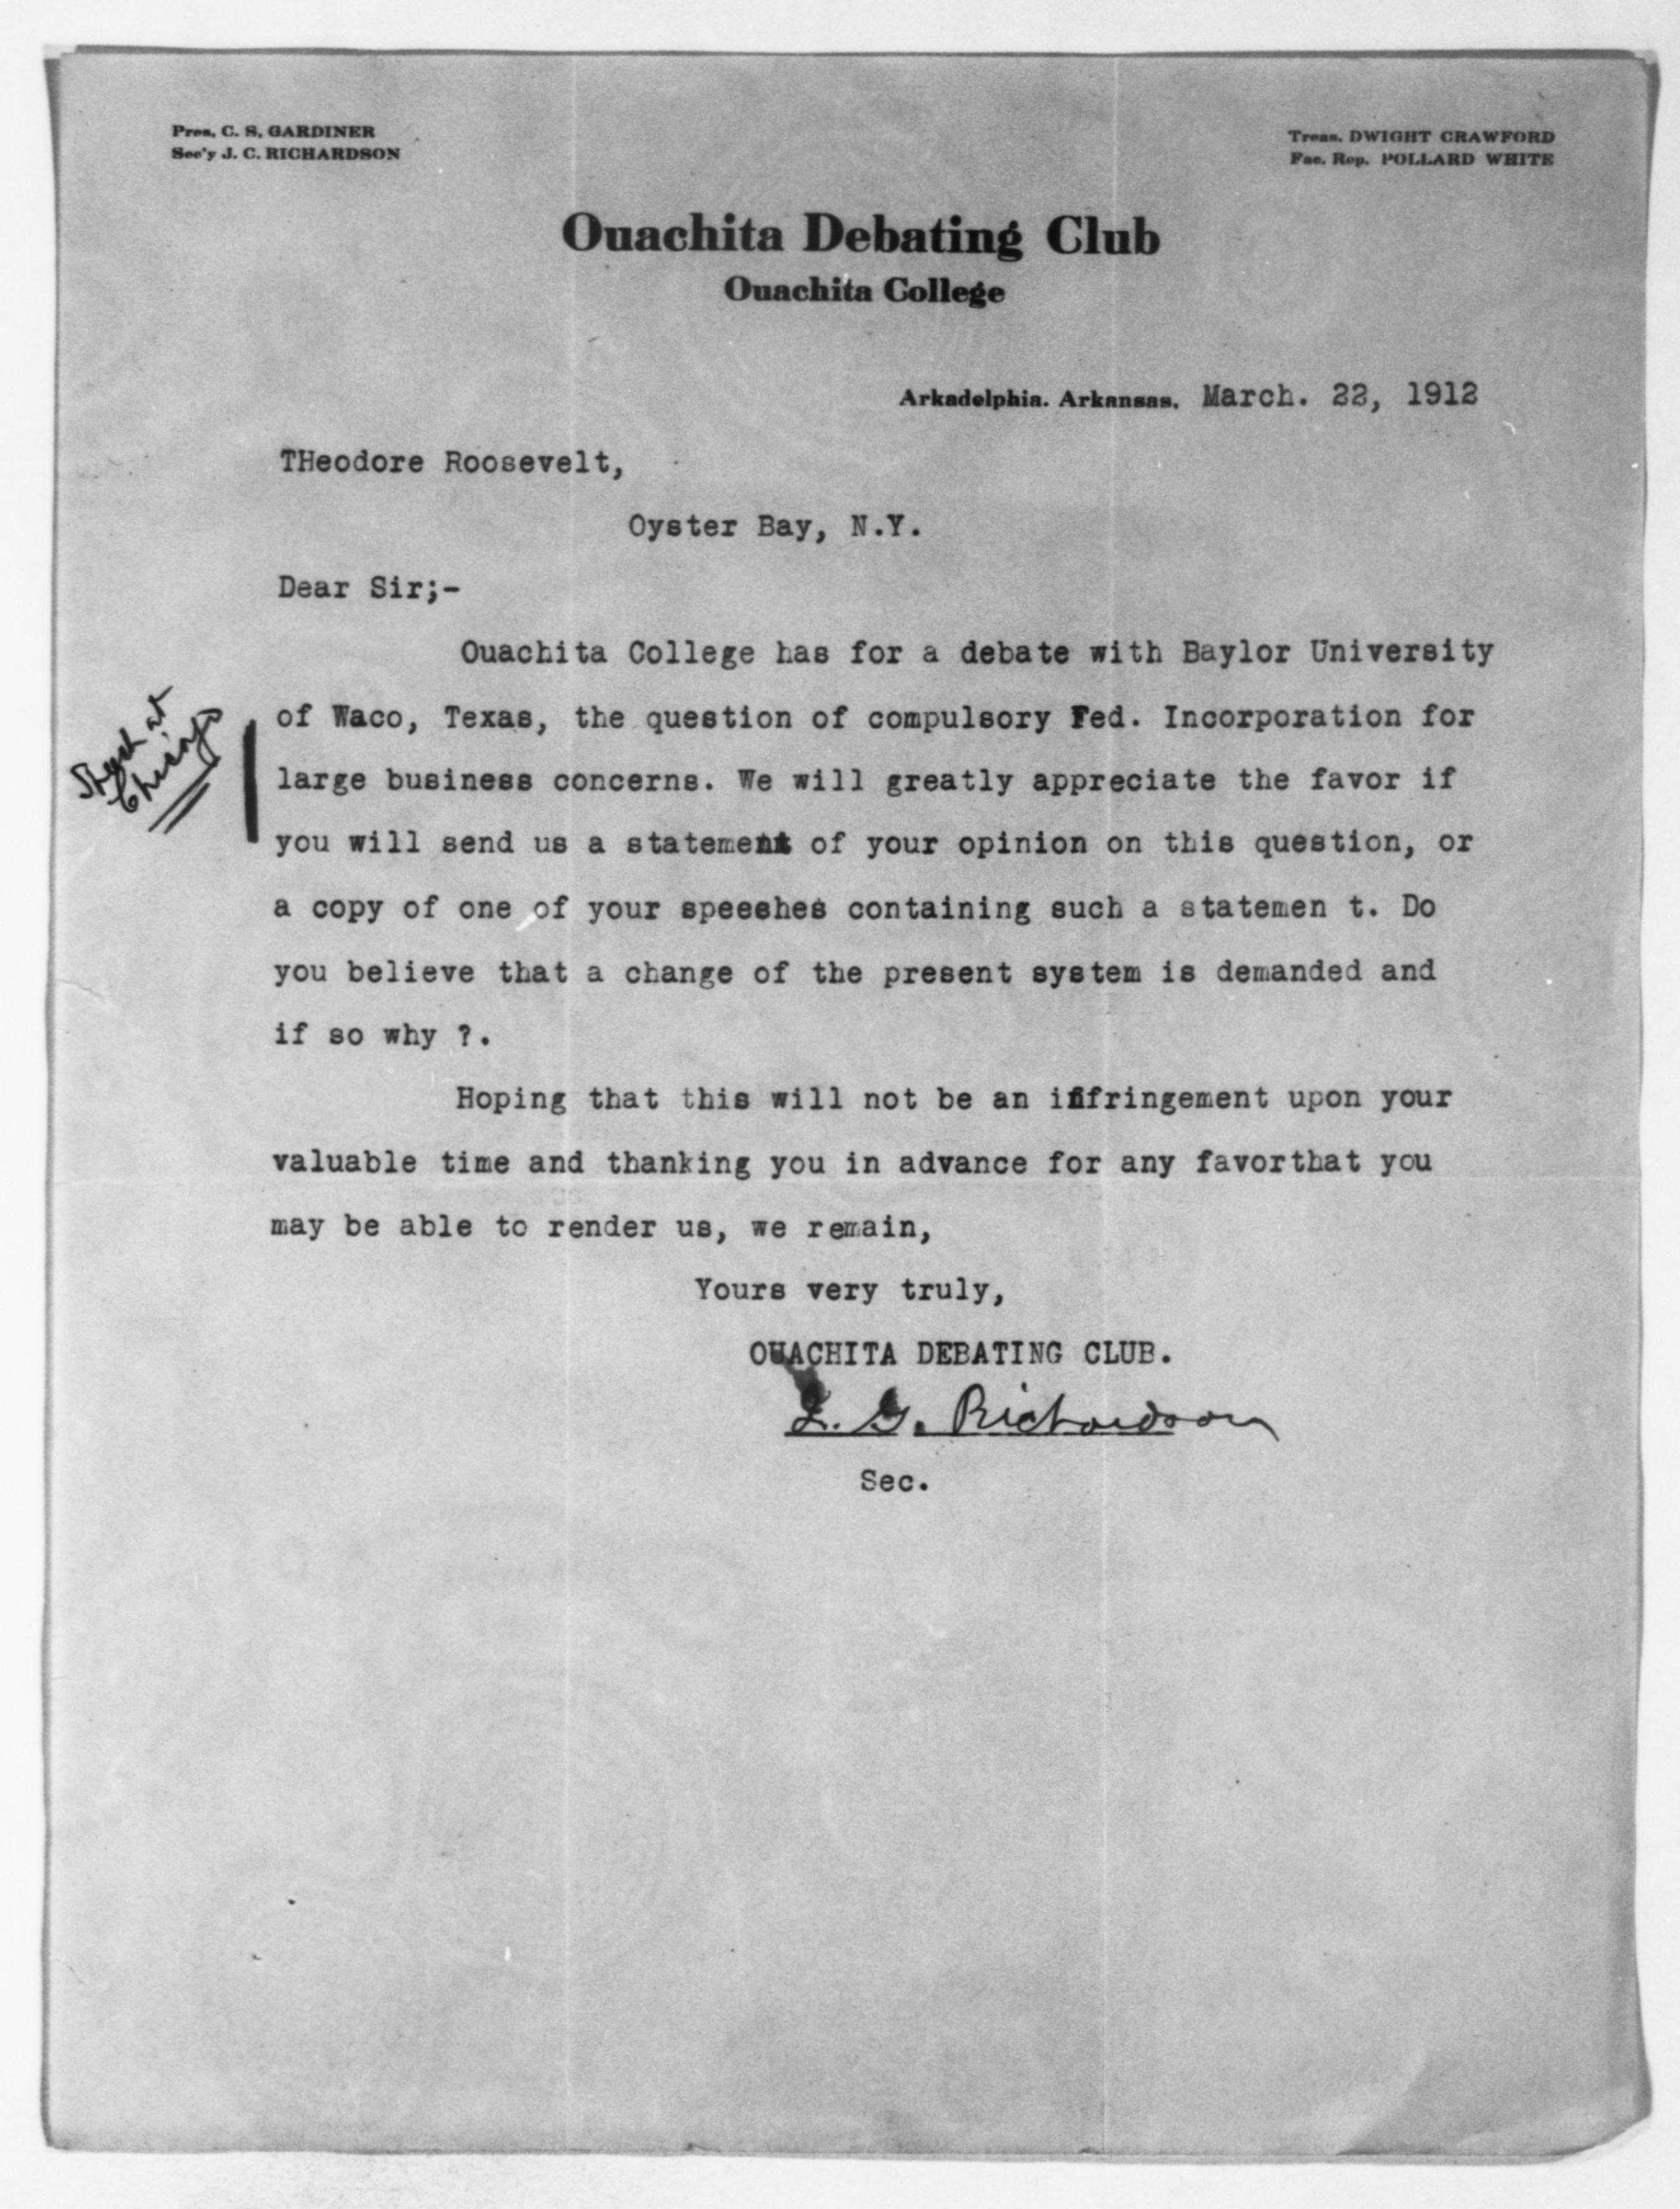 Pres. C. S. GARDINER
Sec'y J. C. RICHARDSON
Treas. DWIGHT CRAWFORD
Fac. Rep. POLLARD WHITE
Ouachita Debating Club
Ouachita College
Arkadelphia. Arkansas, March. 22, 1912
THeodore Roosevelt,
Oyster Bay, N.Y.
Dear Sir;-
Ouachita College has for a debate with Baylor University
of Waco, Texas, the question of compulsory Fed. Incorporation for
large business concerns. We will greatly appreciate the favor if
you will send us a statement of your opinion on this question, or
a copy of one of your speeshes containing such a statemen t. Do
you believe that a change of the present system is demanded and
if so why ?.
Hoping that this will not be an infringement upon your
valuable time and thanking you in advance for any favorthat you
may be able to render us, we remain,
Yours very truly,
OUACHITA DEBATING CLUB.
J. G. Richardson
Sec.
at
Chicago